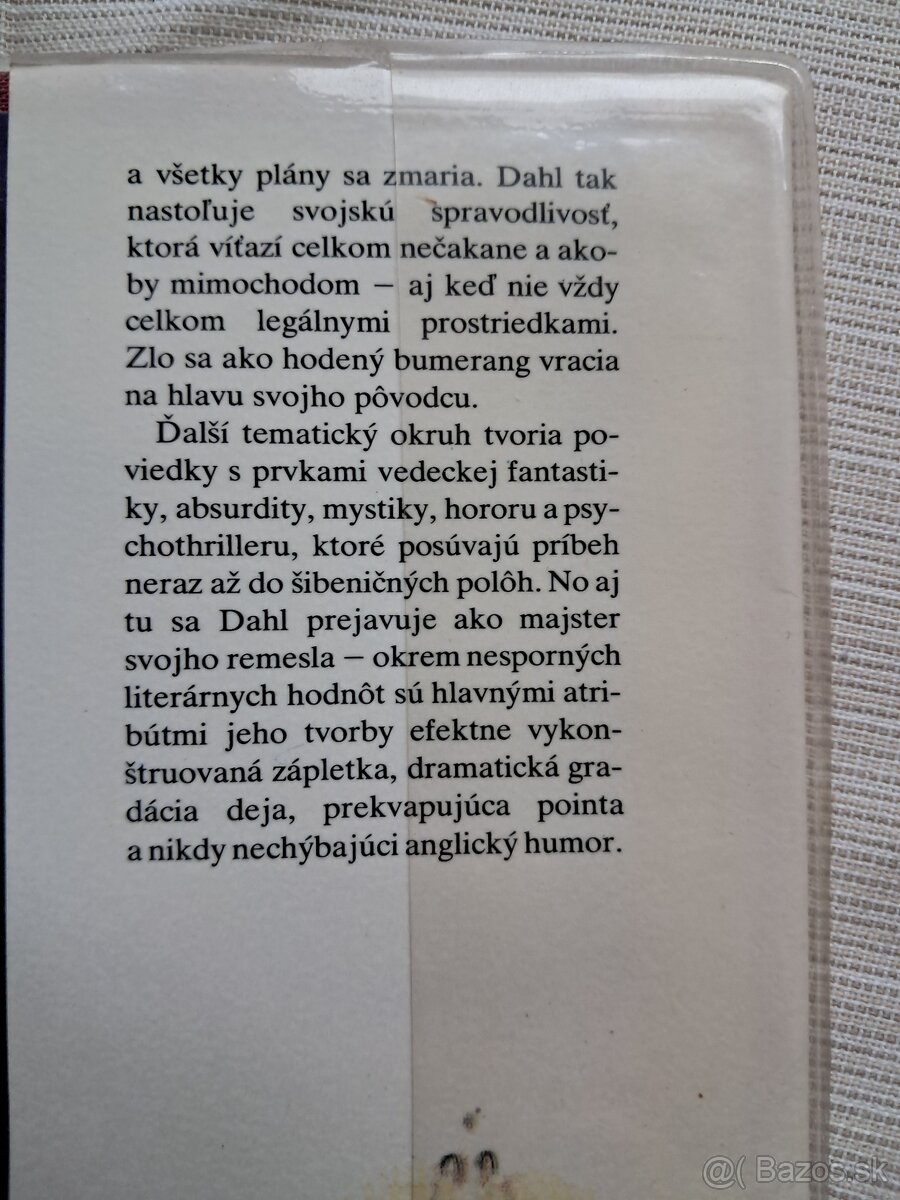 a všetky plány sa zmaria. Dahl tak
nastoľuje svojskú spravodlivosť,
ktorá víťazí celkom nečakane a ako-
by mimochodom – aj keď nie vždy
celkom legálnymi prostriedkami.
Zlo sa ako hodený bumerang vracia
na hlavu svojho pôvodcu.
Ďalší tematický okruh tvoria po-
viedky s prvkami vedeckej fantasti-
ky, absurdity, mystiky, hororu a psy-
chothrilleru, ktoré posúvajú príbeh
neraz až do šibeničných polôh. No aj
tu sa Dahl prejavuje ako majster
svojho remesla – okrem nesporných
literárnych hodnôt sú hlavnými atri-
bútmi jeho tvorby efektne vykon-
štruovaná zápletka, dramatická gra-
dácia deja, prekvapujúca pointa
a nikdy nechýbajúci anglický humor.
@( Bazoš.sk